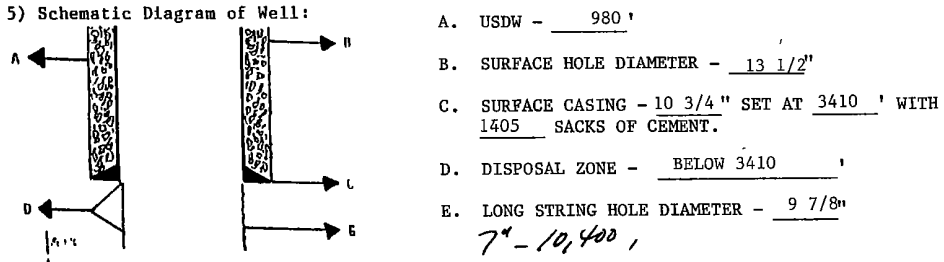 5) Schematic Diagram of Well:
A
B
C
D
E
A. USDW - 980 '
B. SURFACE HOLE DIAMETER - 13 1/2"
C. SURFACE CASING - 10 3/4 " SET AT 3410 ' WITH
1405 SACKS OF CEMENT.
D. DISPOSAL ZONE - BELOW 3410 '
E. LONG STRING HOLE DIAMETER - 9 7/8"
7" - 10,400 '